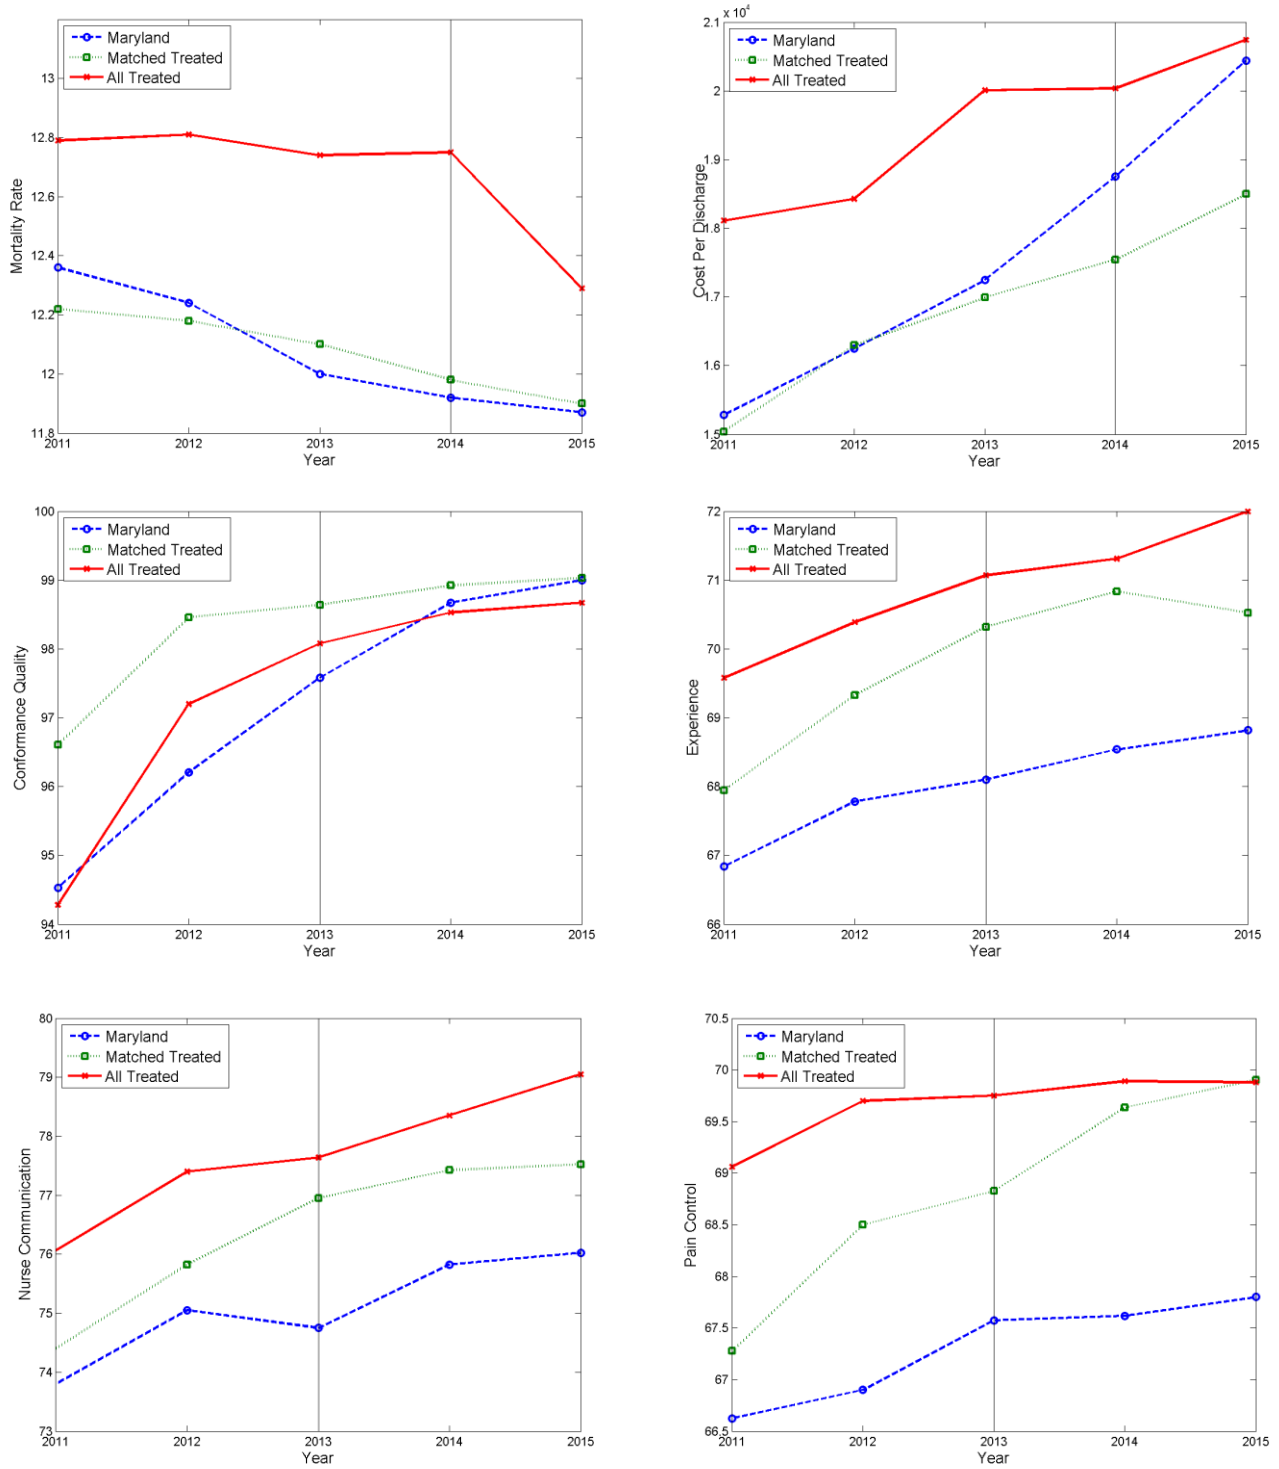 Maryland
Matched Treated
All Treated
Mortality Rate
13
12.8
12.6
12.4
12.2
12
11.8
2011 2012 2013 2014 2015
Year
x 10^4
Maryland
Matched Treated
All Treated
Cost Per Discharge
2.1
2
1.9
1.8
1.7
1.6
1.5
2011 2012 2013 2014 2015
Year
Maryland
Matched Treated
All Treated
Conformance Quality
100
99
98
97
96
95
94
2011 2012 2013 2014 2015
Year
Maryland
Matched Treated
All Treated
Experience
72
71
70
69
68
67
66
2011 2012 2013 2014 2015
Year
Maryland
Matched Treated
All Treated
Nurse Communication
80
79
78
77
76
75
74
73
2011 2012 2013 2014 2015
Year
Maryland
Matched Treated
All Treated
Pain Control
70.5
70
69.5
69
68.5
68
67.5
67
66.5
2011 2012 2013 2014 2015
Year